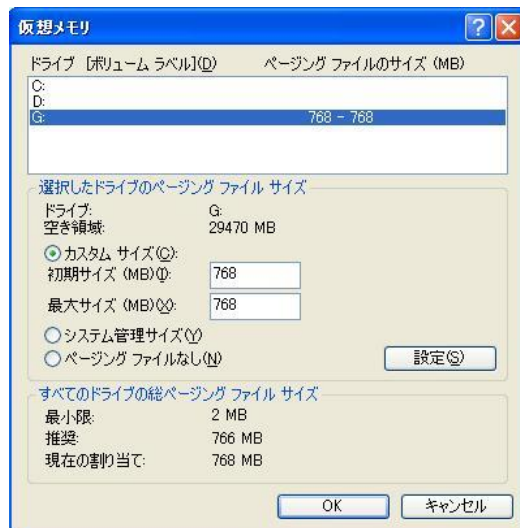 仮想メモリ
ドライブ [ボリューム ラベル](D) ページング ファイルのサイズ (MB)
C:
D:
G: 768 - 768
選択したドライブのページング ファイル サイズ
ドライブ: G:
空き領域: 29470 MB
カスタム サイズ(C):
初期サイズ (MB)(I): 768
最大サイズ (MB)(X): 768
システム管理サイズ(Y)
ページング ファイルなし(N) 設定(S)
すべてのドライブの総ページング ファイル サイズ
最小限: 2 MB
推奨: 766 MB
現在の割り当て: 768 MB
OK キャンセル